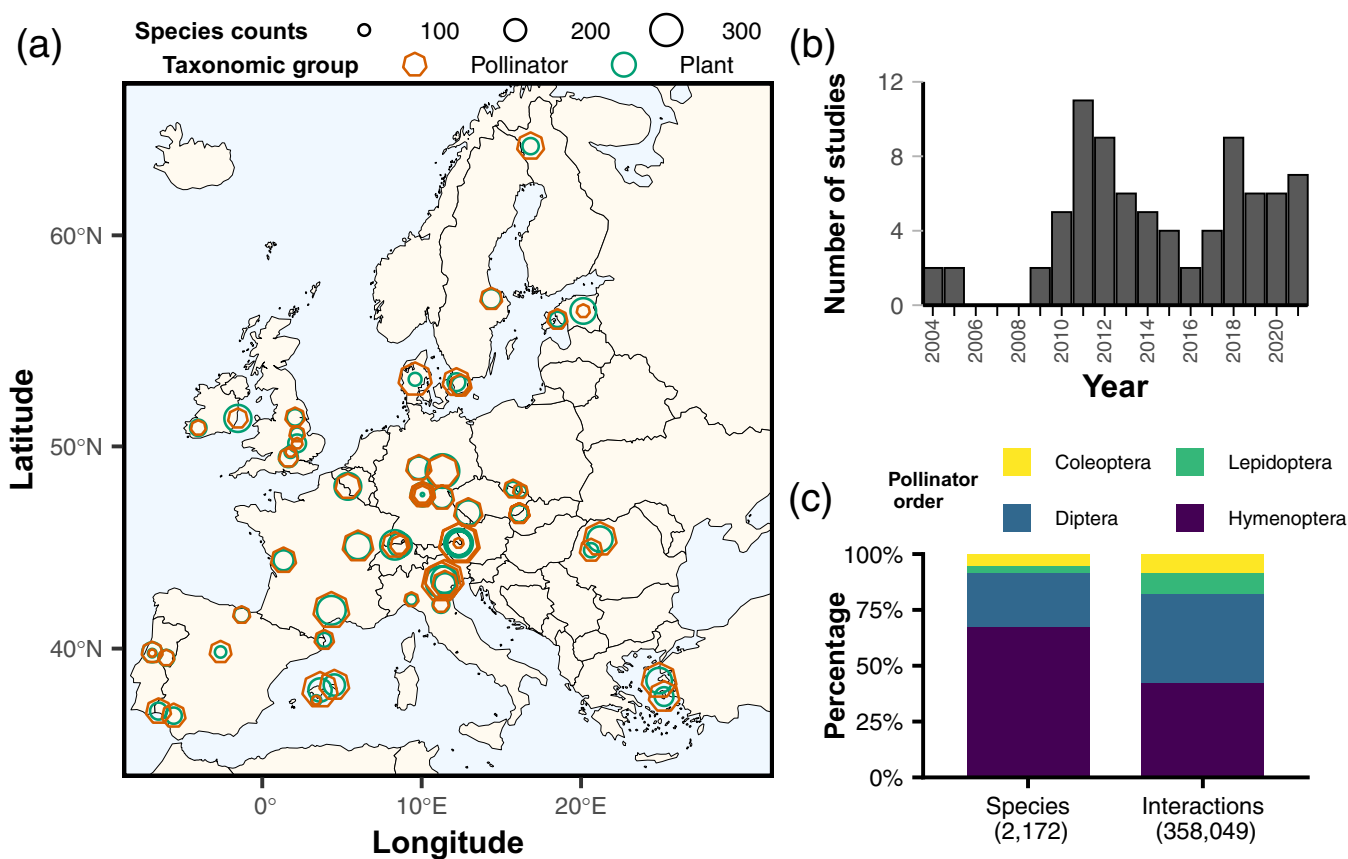 (a)
Species counts 100 200 300
Taxonomic group Pollinator Plant
Latitude
60°N
50°N
40°N
0° 10°E 20°E
Longitude
(b)
Number of studies
12
8
4
0
2004 2006 2008 2010 2012 2014 2016 2018 2020
Year
(c)
Pollinator order
Coleoptera Lepidoptera
Diptera Hymenoptera
Percentage
100%
75%
50%
25%
0%
Species Interactions
(2,172) (358,049)